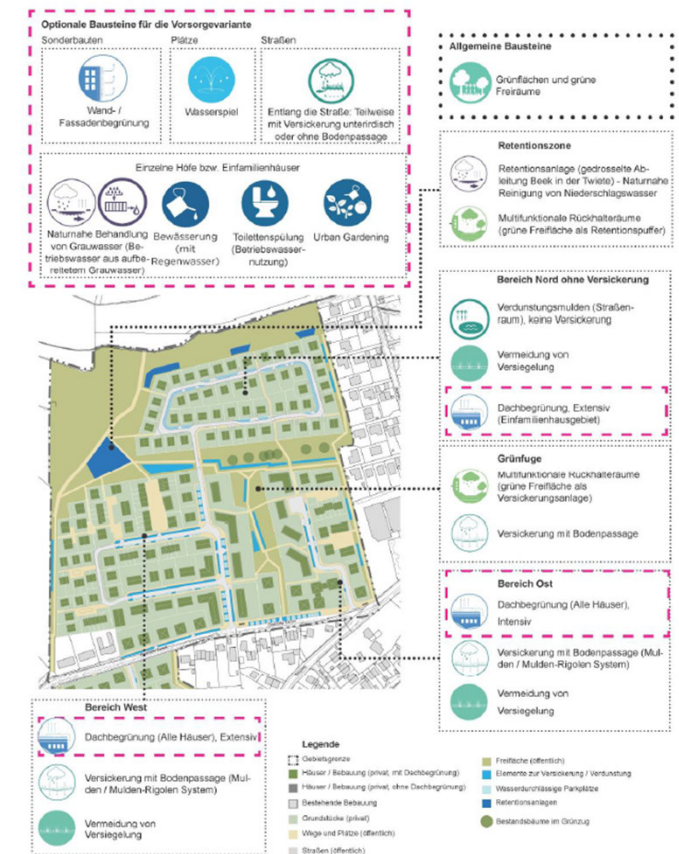 Optionale Bausteine für die Vorsorgevariante
Sonderbauten
Plätze
Straßen
Wand- /
Fassadenbegrünung
Wasserspiel
Entlang die Straße: Teilweise
mit Versickerung unterirdisch
oder ohne Bodenpassage
Einzelne Höfe bzw. Einfamilienhäuser
Naturnahe Behandlung
von Grauwasser (Be-
triebswasser aus aufbe-
reitetem Grauwasser)
Bewässerung
(mit
Regenwasser)
Toilettenspülung
(Betriebswasser-
nutzung)
Urban Gardening
Allgemeine Bausteine
Grünflächen und grüne
Freiräume
Retentionszone
Retentionsanlage (gedrosselte Ab-
leitung Beek in der Twiete) - Naturnahe
Reinigung von Niederschlagswasser
Multifunktionale Rückhalteräume
(grüne Freifläche als Retentionspuffer)
Bereich Nord ohne Versickerung
Verdunstungsmulden (Straßen-
raum), keine Versickerung
Vermeidung von
Versiegelung
Dachbegrünung, Extensiv
(Einfamilienhausgebiet)
Grünfuge
Multifunktionale Rückhalteräume
(grüne Freifläche als
Versickerungsanlage)
Versickerung mit Bodenpassage
Bereich Ost
Dachbegrünung (Alle Häuser),
Intensiv
Versickerung mit Bodenpassage (Mul-
den / Mulden-Rigolen System)
Vermeidung von
Versiegelung
Bereich West
Dachbegrünung (Alle Häuser), Extensiv
Versickerung mit Bodenpassage (Mul-
den / Mulden-Rigolen System)
Vermeidung von
Versiegelung
Legende
Gebietsgrenze
Häuser / Bebauung (privat, mit Dachbegrünung)
Häuser / Bebauung (privat, ohne Dachbegrünung)
Bestehende Bebauung
Grundstücke (privat)
Wege und Plätze (öffentlich)
Straßen (öffentlich)
Freifläche (öffentlich)
Elemente zur Versickerung / Verdunstung
Wasserdurchlässige Parkplätze
Retentionsanlagen
Bestandsbäume im Grünzug